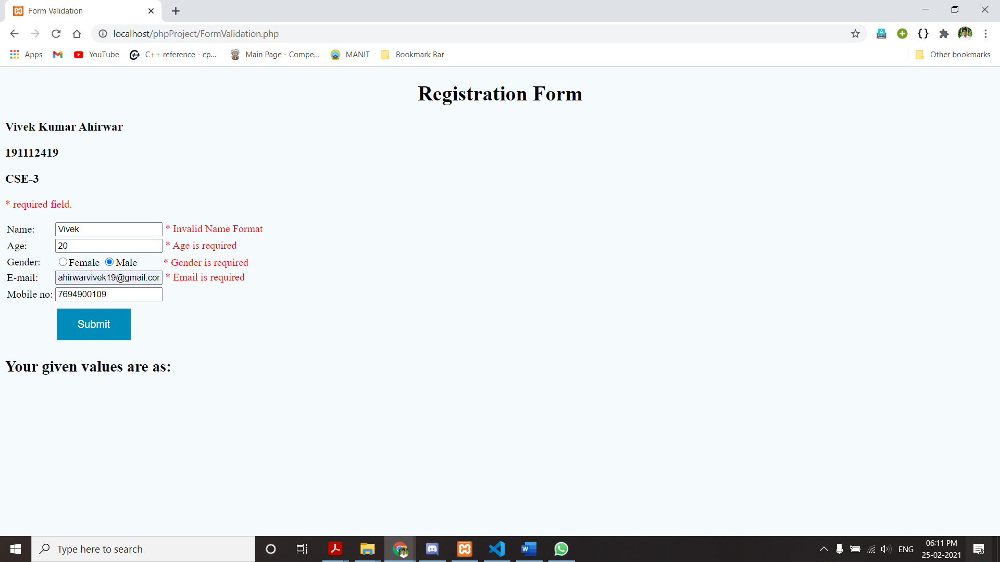 Form Validation
localhost/phpProject/FormValidation.php
Apps
YouTube
C++ reference - cp...
Main Page - Compe...
MANIT
Bookmark Bar
Other bookmarks
Registration Form
Vivek Kumar Ahirwar
191112419
CSE-3
* required field.
Name: Vivek * Invalid Name Format
Age: 20 * Age is required
Gender: Female Male * Gender is required
E-mail: ahirwarvivek19@gmail.cor * Email is required
Mobile no: 7694900109
Submit
Your given values are as:
Type here to search
ENG
06:11 PM
25-02-2021